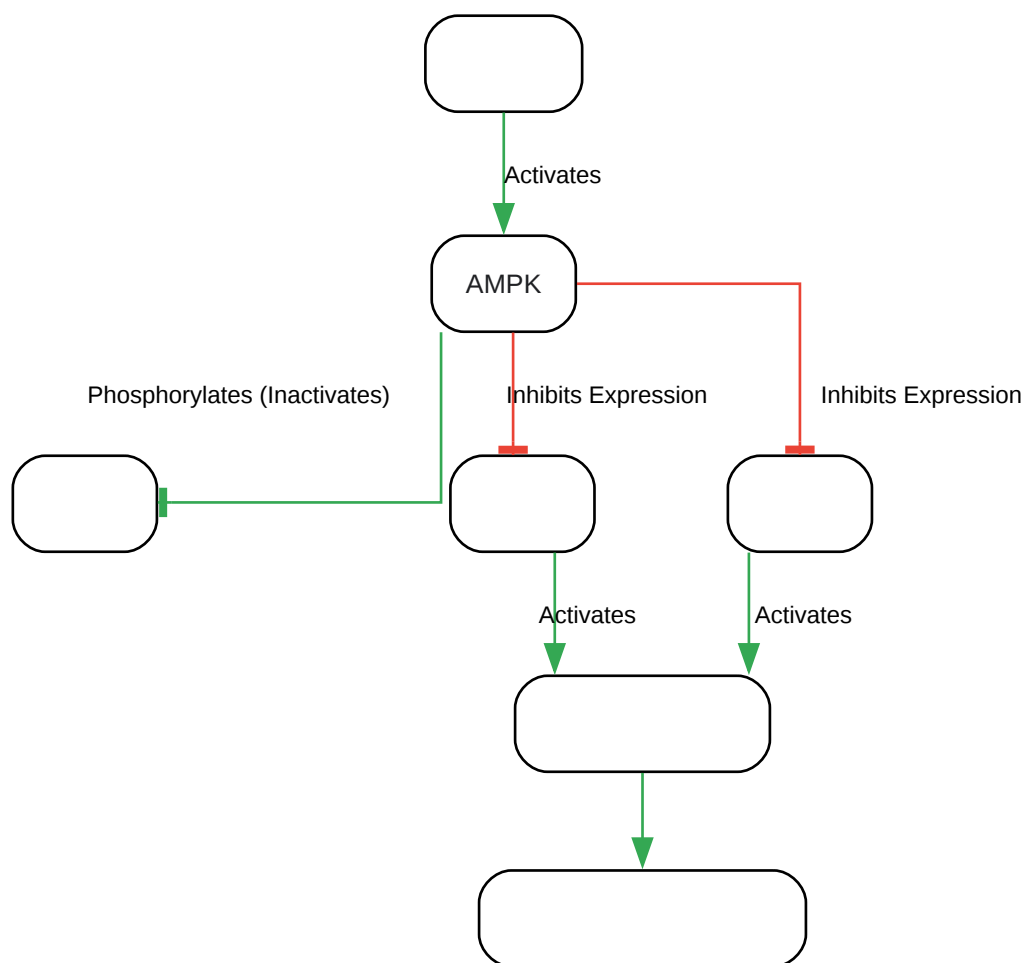 Activates
AMPK
Phosphorylates (Inactivates)
Inhibits Expression
Inhibits Expression
Activates
Activates